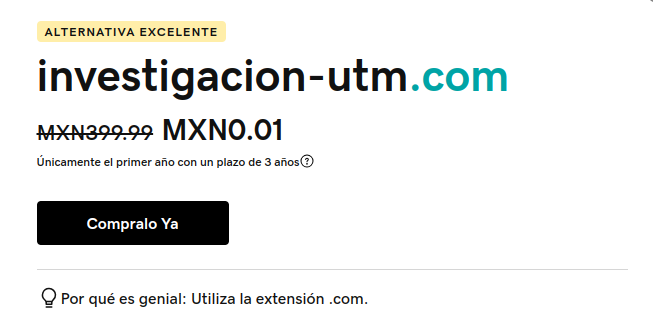 ALTERNATIVA EXCELENTE
investigacion-utm.com
MXN399.99 MXN0.01
Únicamente el primer año con un plazo de 3 años?
Compralo Ya
Por qué es genial: Utiliza la extensión .com.